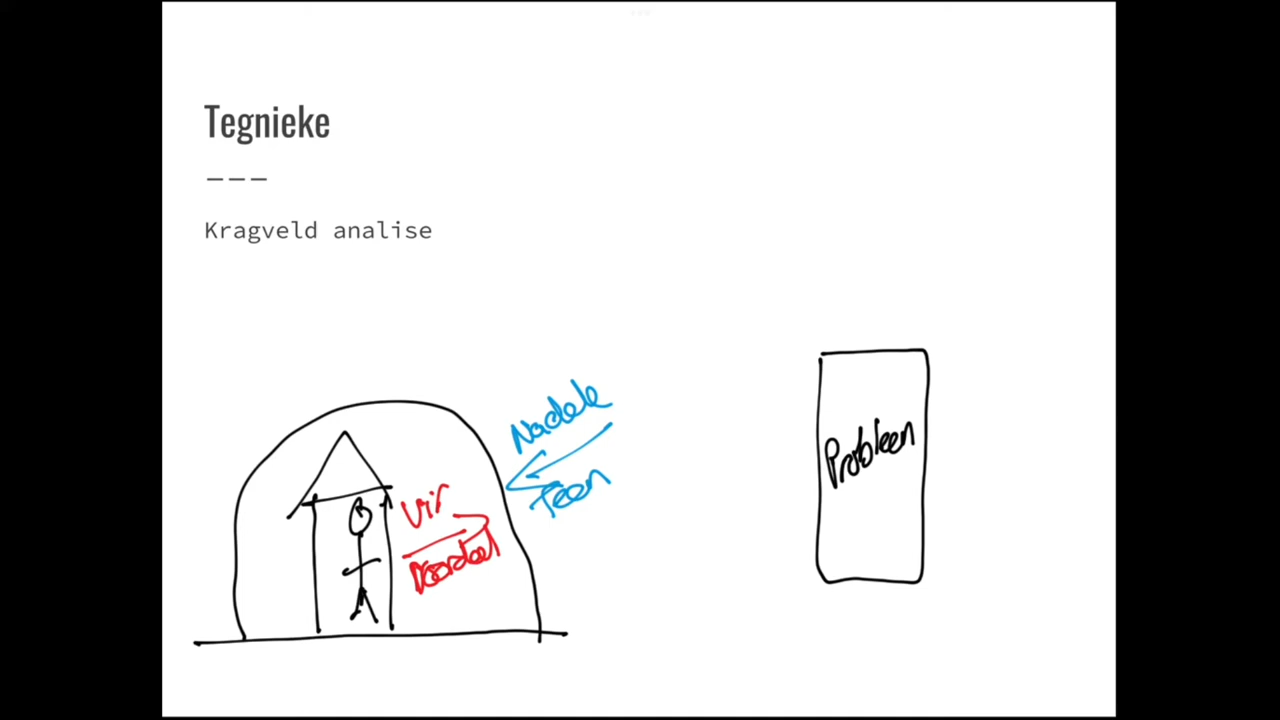 Tegnieke
Kragveld analise
Nadele
Teen
Vir
Voordeel
Probleem